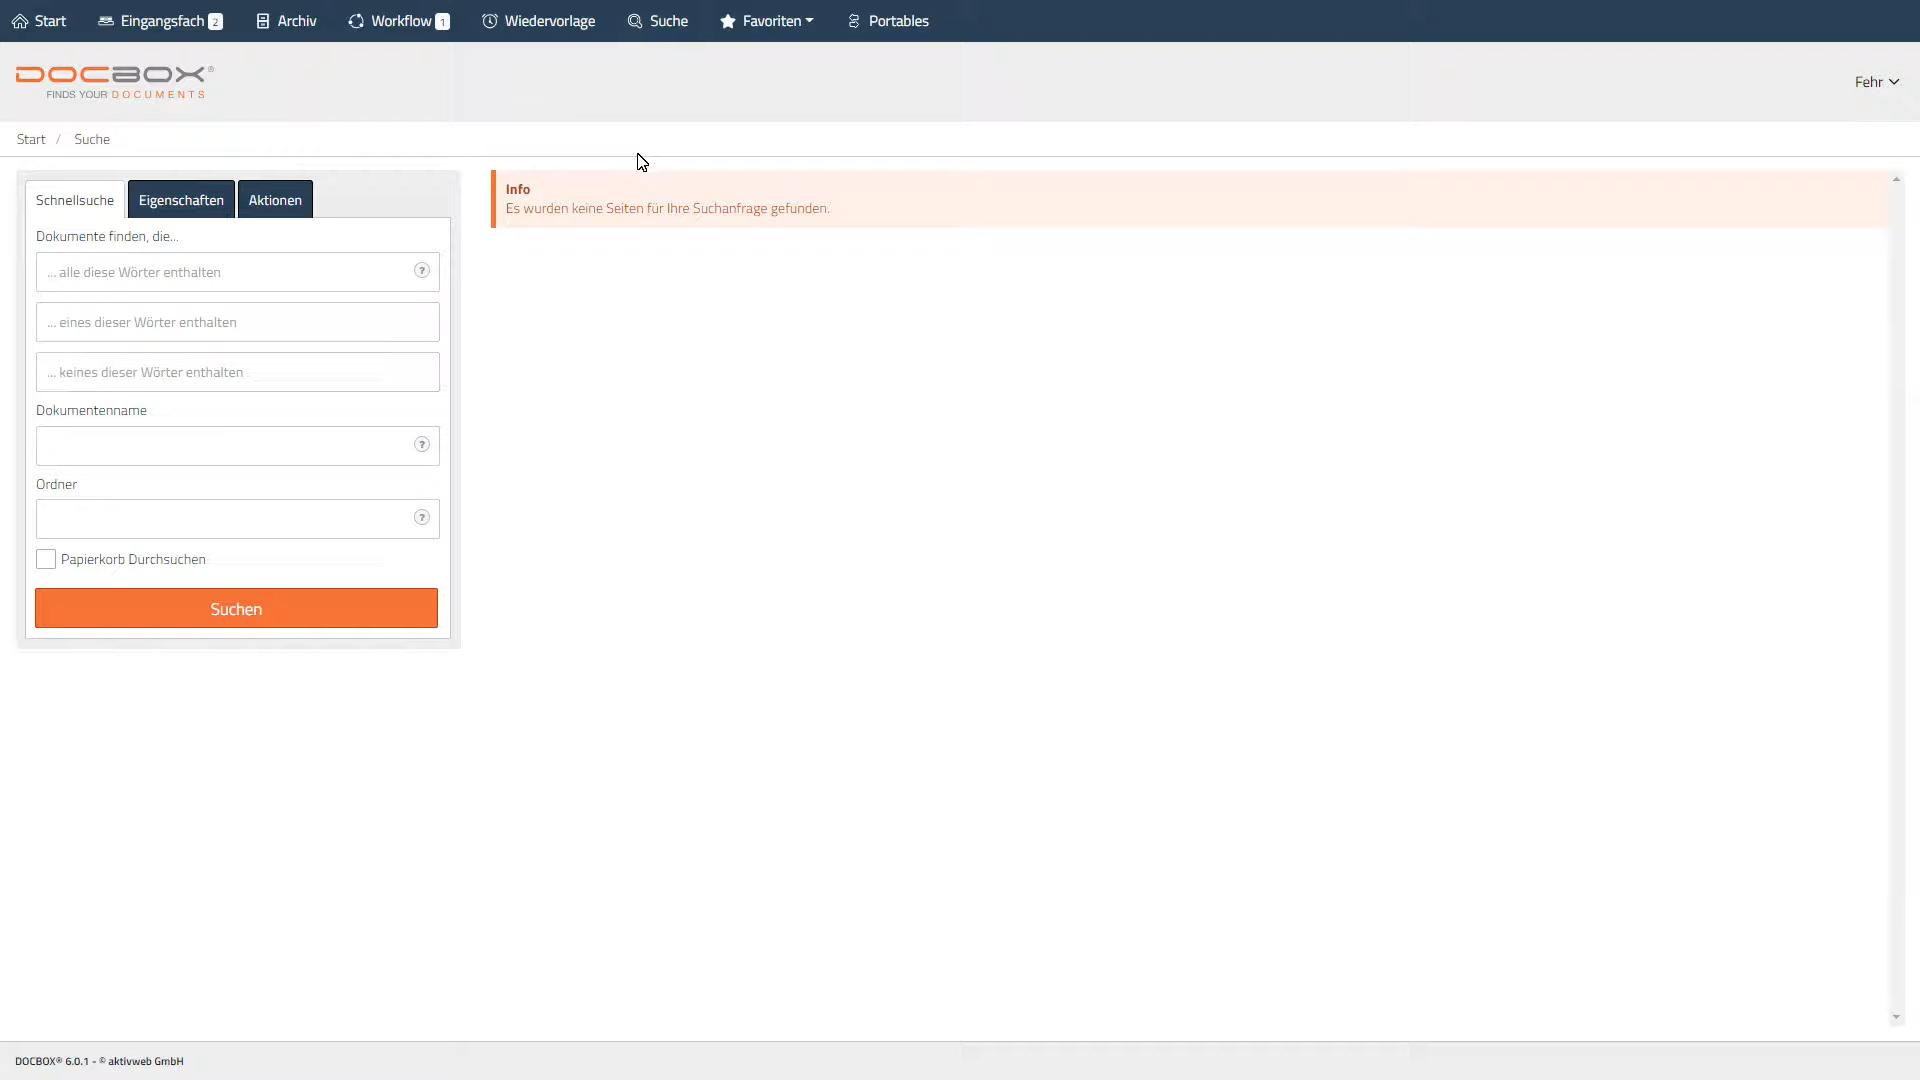 Start Eingangsfach 2 Archiv Workflow 1 Wiedervorlage Suche Favoriten Portables
DOCBOX®
FINDS YOUR DOCUMENTS
Fehr
Start / Suche
Schnellsuche Eigenschaften Aktionen
Info
Es wurden keine Seiten für Ihre Suchanfrage gefunden.
Dokumente finden, die...
... alle diese Wörter enthalten ?
... eines dieser Wörter enthalten
... keines dieser Wörter enthalten
Dokumentenname
?
Ordner
?
Papierkorb Durchsuchen
Suchen
DOCBOX® 6.0.1 - © aktivweb GmbH